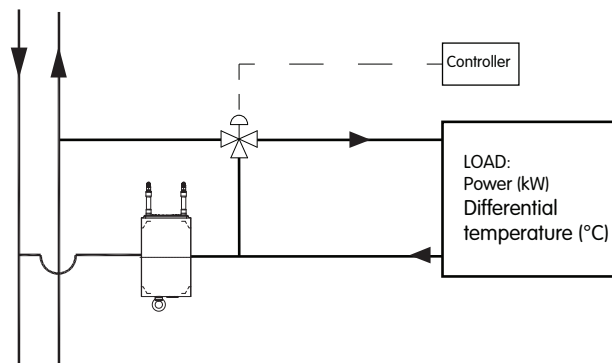 Controller
LOAD:
Power (kW)
Differential
temperature (°C)